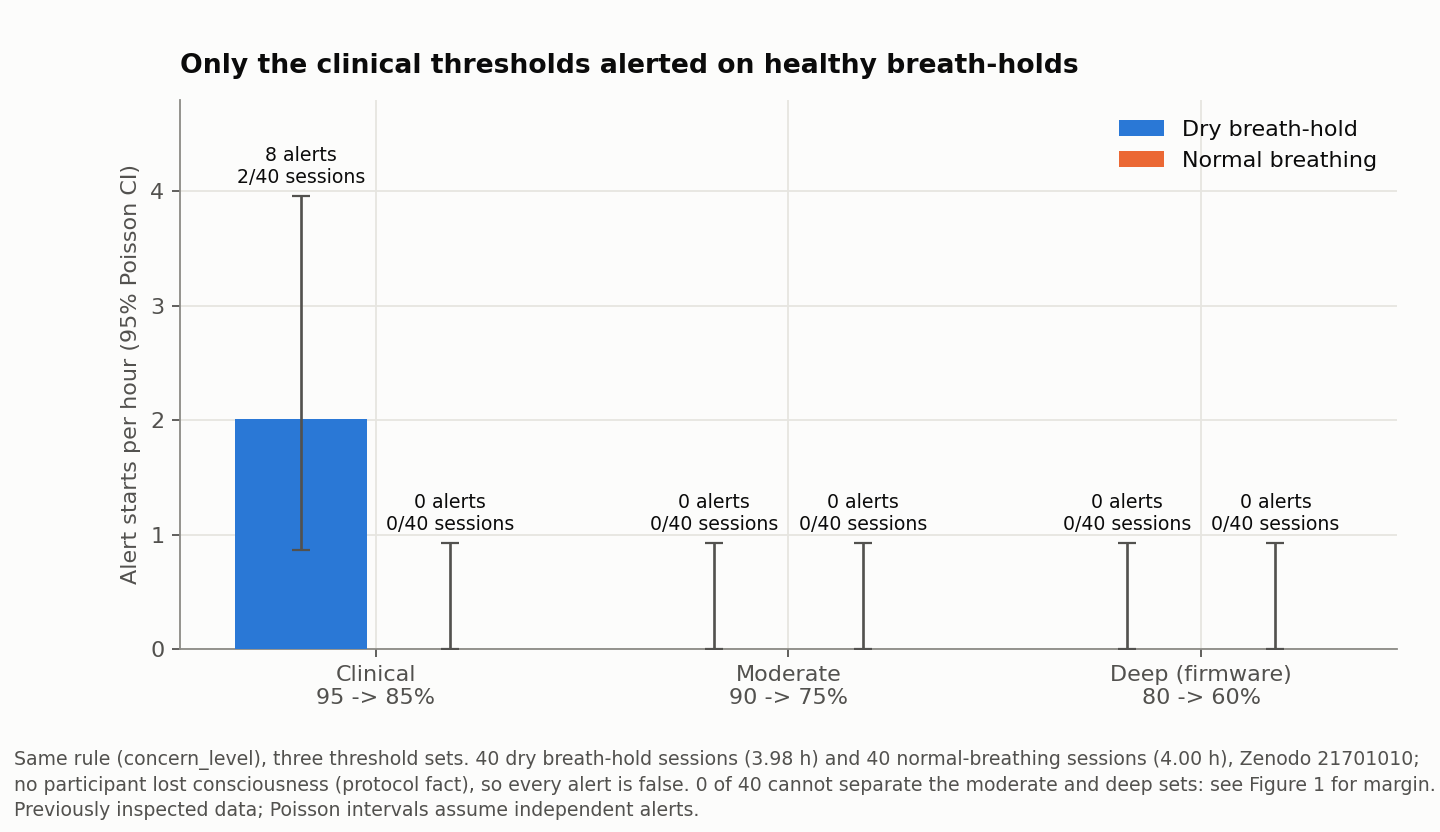 Only the clinical thresholds alerted on healthy breath-holds
Dry breath-hold
Normal breathing
Alert starts per hour (95% Poisson CI)
4
3
2
1
0
8 alerts
2/40 sessions
0 alerts
0/40 sessions
0 alerts
0/40 sessions
0 alerts
0/40 sessions
0 alerts
0/40 sessions
0 alerts
0/40 sessions
Clinical
95 -> 85%
Moderate
90 -> 75%
Deep (firmware)
80 -> 60%
Same rule (concern_level), three threshold sets. 40 dry breath-hold sessions (3.98 h) and 40 normal-breathing sessions (4.00 h), Zenodo 21701010;
no participant lost consciousness (protocol fact), so every alert is false. 0 of 40 cannot separate the moderate and deep sets: see Figure 1 for margin.
Previously inspected data; Poisson intervals assume independent alerts.